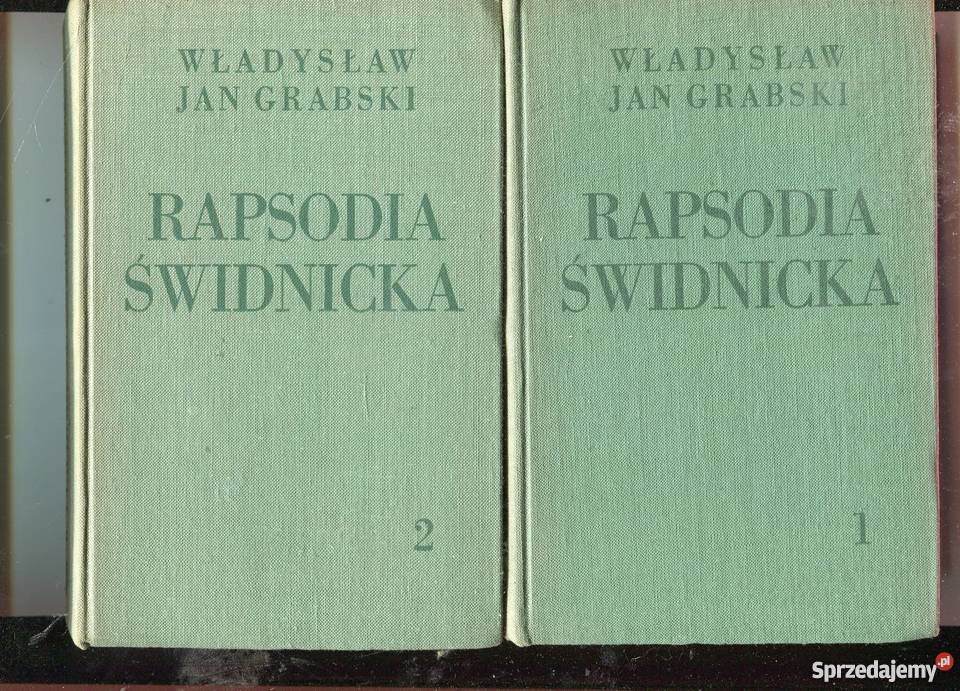 WŁADYSŁAW
JAN GRABSKI
RAPSODIA
ŚWIDNICKA
2
WŁADYSŁAW
JAN GRABSKI
RAPSODIA
ŚWIDNICKA
1
Sprzedajemy.pl